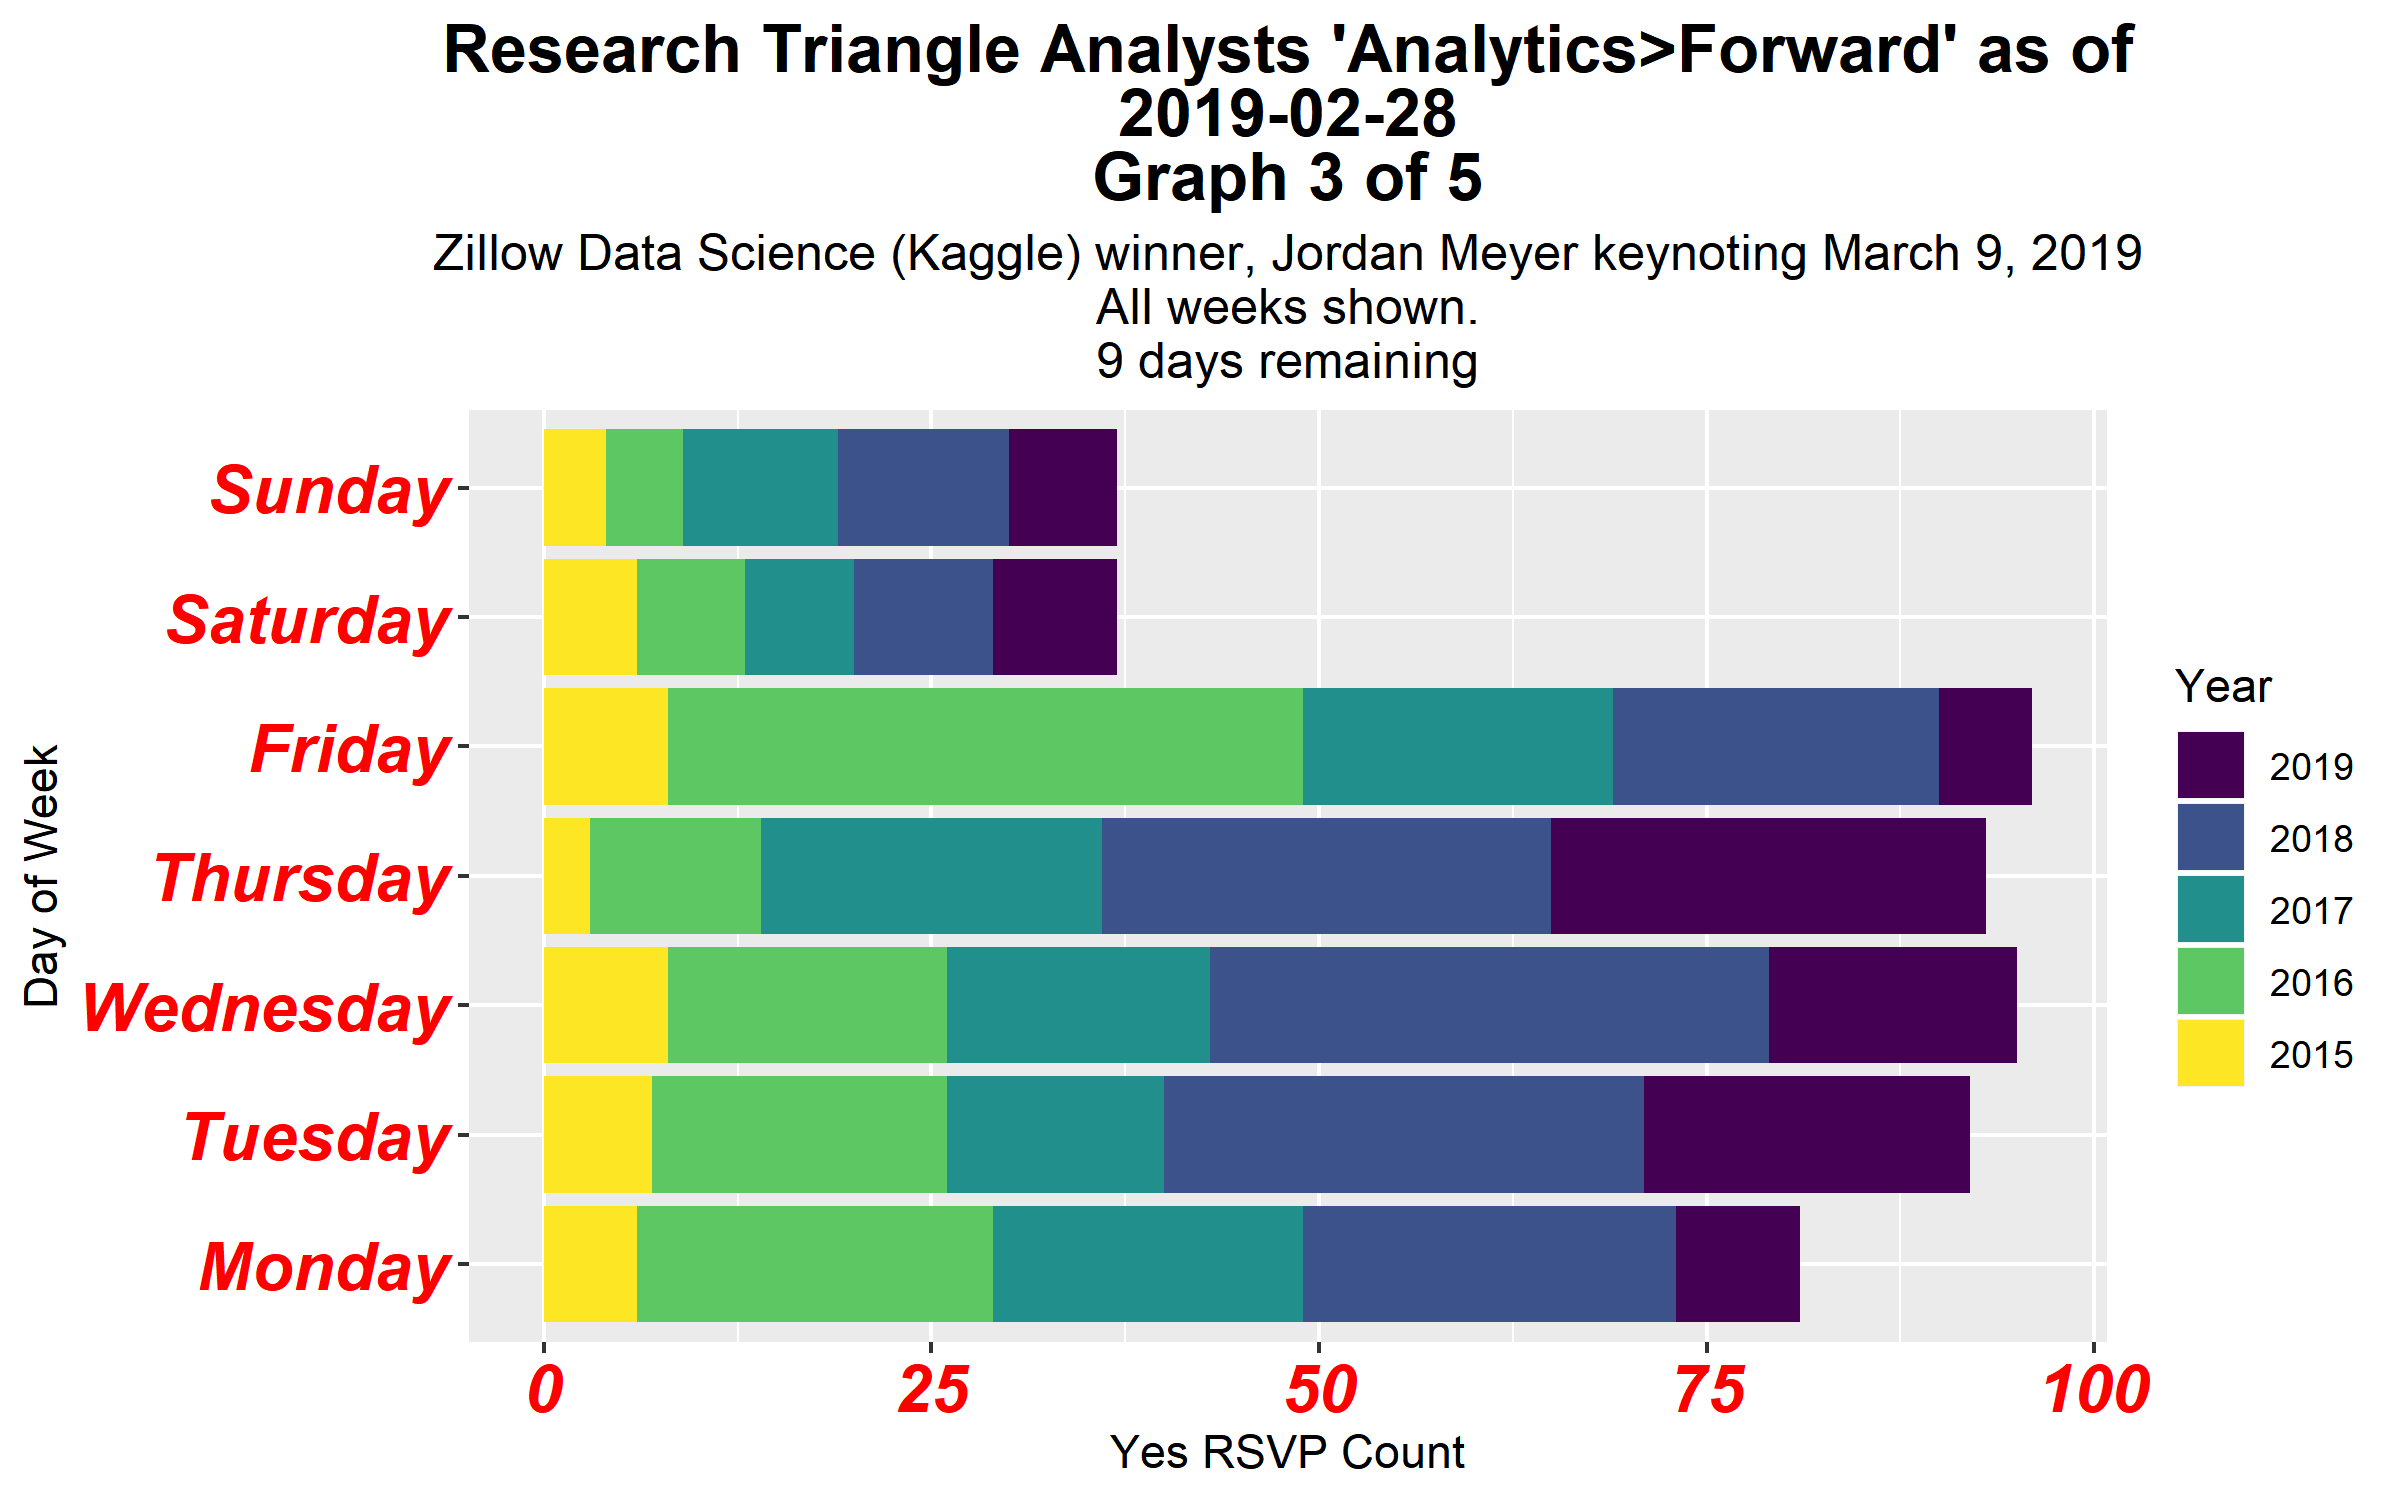 Research Triangle Analysts 'Analytics>Forward' as of
2019-02-28
Graph 3 of 5
Zillow Data Science (Kaggle) winner, Jordan Meyer keynoting March 9, 2019
All weeks shown.
9 days remaining
Day of Week
Sunday
Saturday
Friday
Thursday
Wednesday
Tuesday
Monday
0 25 50 75 100
Yes RSVP Count
Year
2019
2018
2017
2016
2015